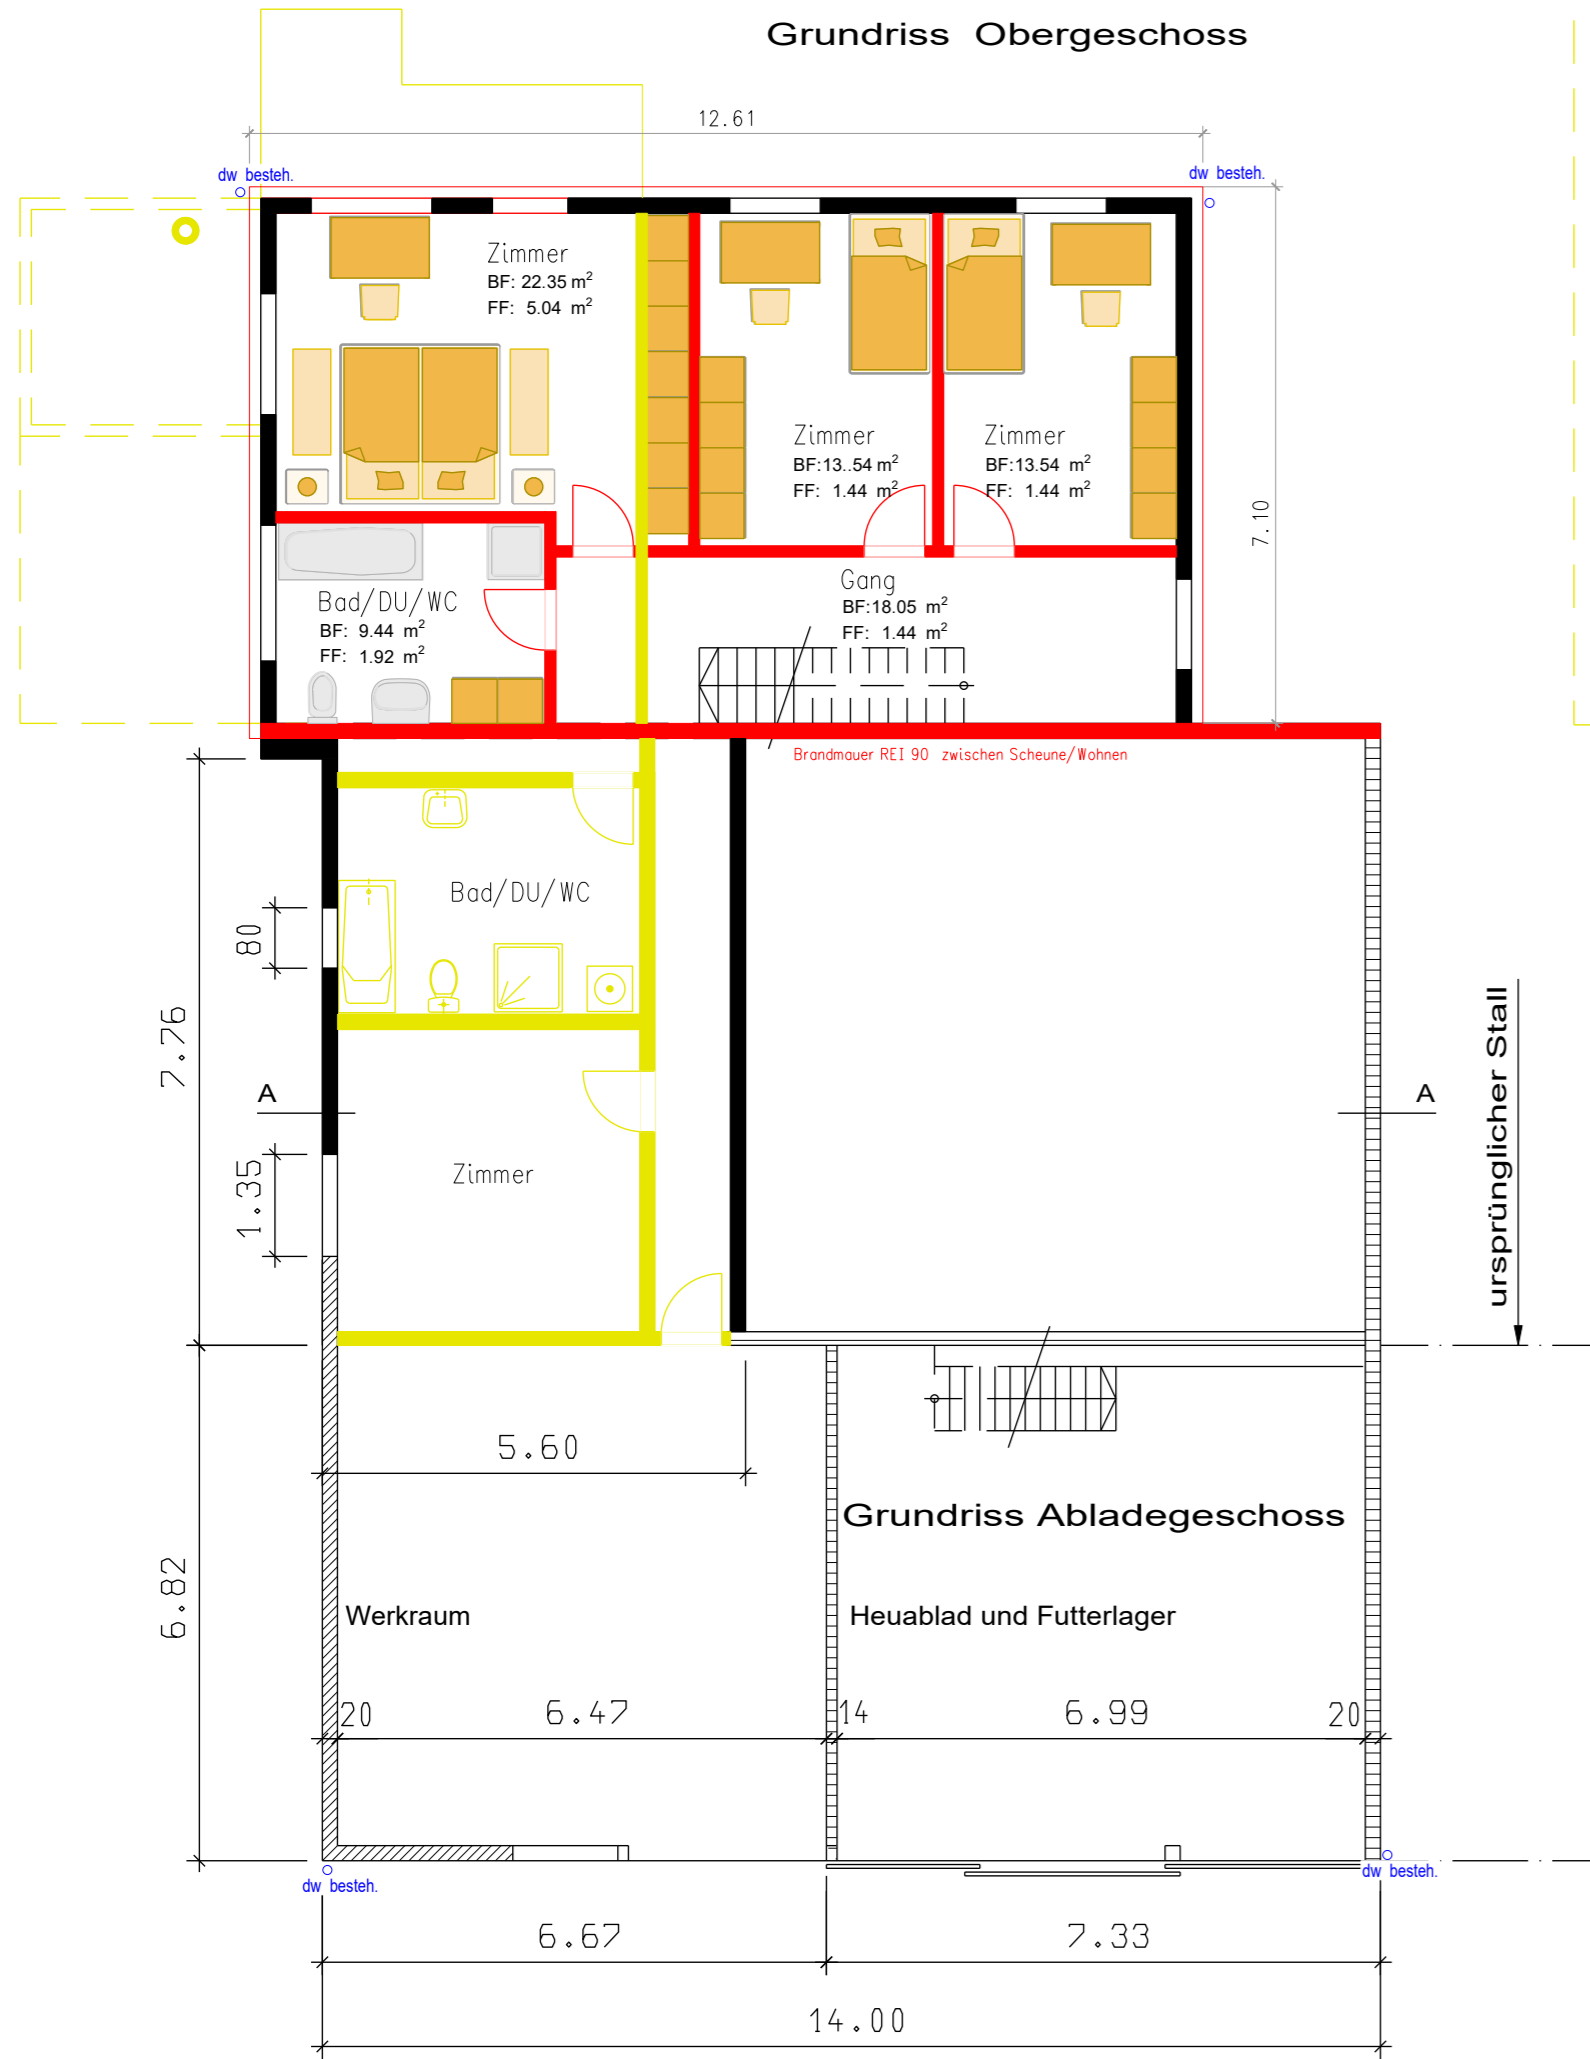 Grundriss Obergeschoss
12.61
dw besteh.
dw besteh.
Zimmer
BF: 22.35 m²
FF: 5.04 m²
Zimmer
BF:13..54 m²
FF: 1.44 m²
Zimmer
BF:13.54 m²
FF: 1.44 m²
7.10
Gang
BF:18.05 m²
FF: 1.44 m²
Bad/DU/WC
BF: 9.44 m²
FF: 1.92 m²
Brandmauer REI 90 zwischen Scheune/Wohnen
Bad/DU/WC
80
7.76
A
A
ursprünglicher Stall
1.35
Zimmer
5.60
Grundriss Abladegeschoss
6.82
Werkraum
Heuablad und Futterlager
20
6.47
14
6.99
20
dw besteh.
dw besteh.
6.67
7.33
14.00